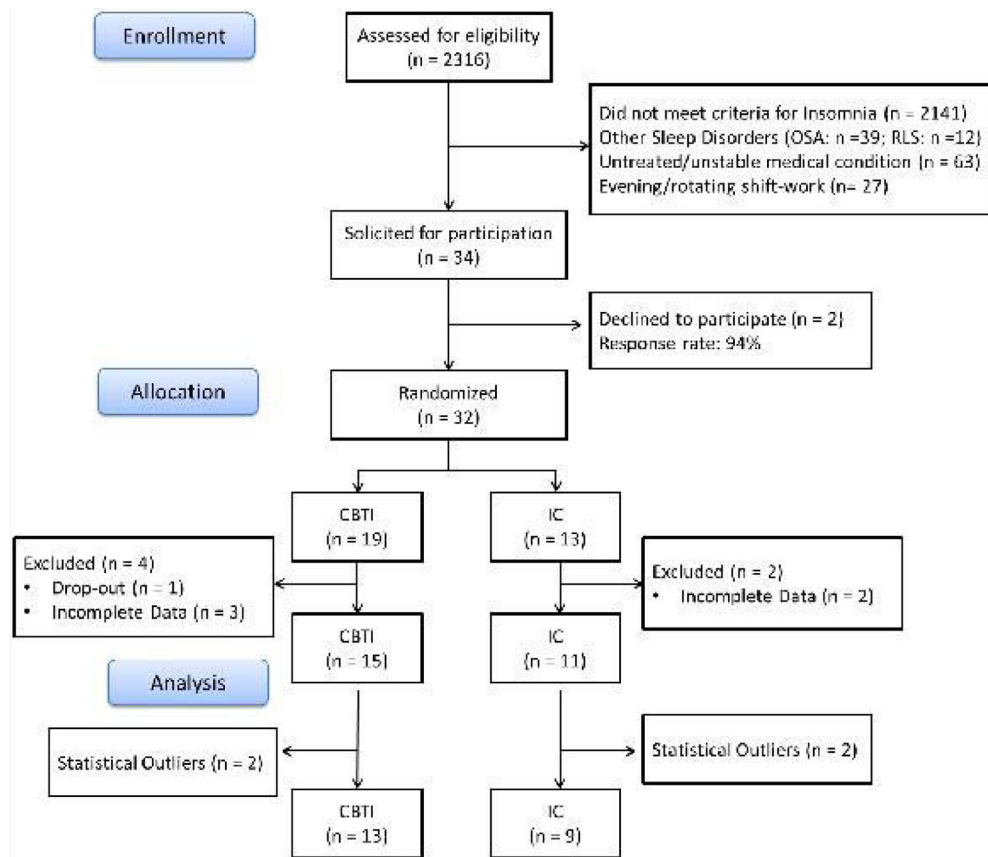 Enrollment
Assessed for eligibility
(n = 2316)
Did not meet criteria for Insomnia (n = 2141)
Other Sleep Disorders (OSA: n =39; RLS: n =12)
Untreated/unstable medical condition (n = 63)
Evening/rotating shift-work (n= 27)
Solicited for participation
(n = 34)
Declined to participate (n = 2)
Response rate: 94%
Allocation
Randomized
(n = 32)
CBTI
(n = 19)
IC
(n = 13)
Excluded (n = 4)
• Drop-out (n = 1)
• Incomplete Data (n = 3)
Excluded (n = 2)
• Incomplete Data (n = 2)
CBTI
(n = 15)
IC
(n = 11)
Analysis
Statistical Outliers (n = 2)
Statistical Outliers (n = 2)
CBTI
(n = 13)
IC
(n = 9)